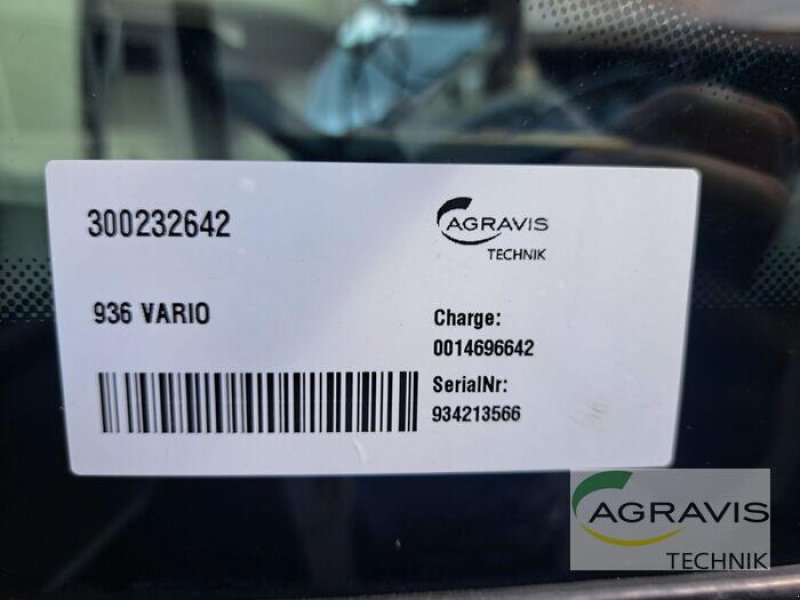 300232642
AGRAVIS
TECHNIK
936 VARIO
Charge:
0014696642
SerialNr:
934213566
AGRAVIS
TECHNIK